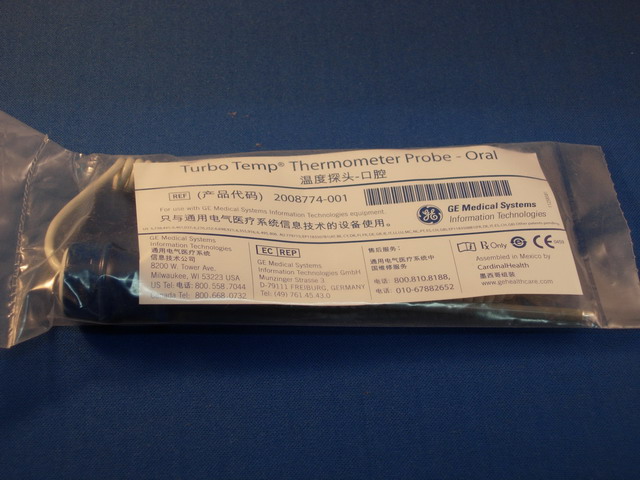 Turbo Temp® Thermometer Probe - Oral
温度探头-口腔
REF (产品代码) 2008774-001
For use with GE Medical Systems Information Technologies equipment.
只与通用电气医疗系统信息技术的设备使用。
GE Medical Systems
Information Technologies
GE Medical Systems
Information Technologies
通用电气医疗系统
信息技术公司
8200 W. Tower Ave.
Milwaukee, WI 53223 USA
US Tel: 800.558.7044
Canada Tel: 800.668.0732
EC REP
GE Medical Systems
Information Technologies GmbH
Munzinger Strasse 3
D-79111 FREIBURG, GERMANY
Tel: (49) 761.45.43.0
售后服务:
通用电气医疗系统中
国维修服务
电话: 800.810.8188,
电话: 010-67882652
Rx Only CE
Assembled in Mexico by
CardinalHealth
墨西哥组装
www.gehealthcare.com